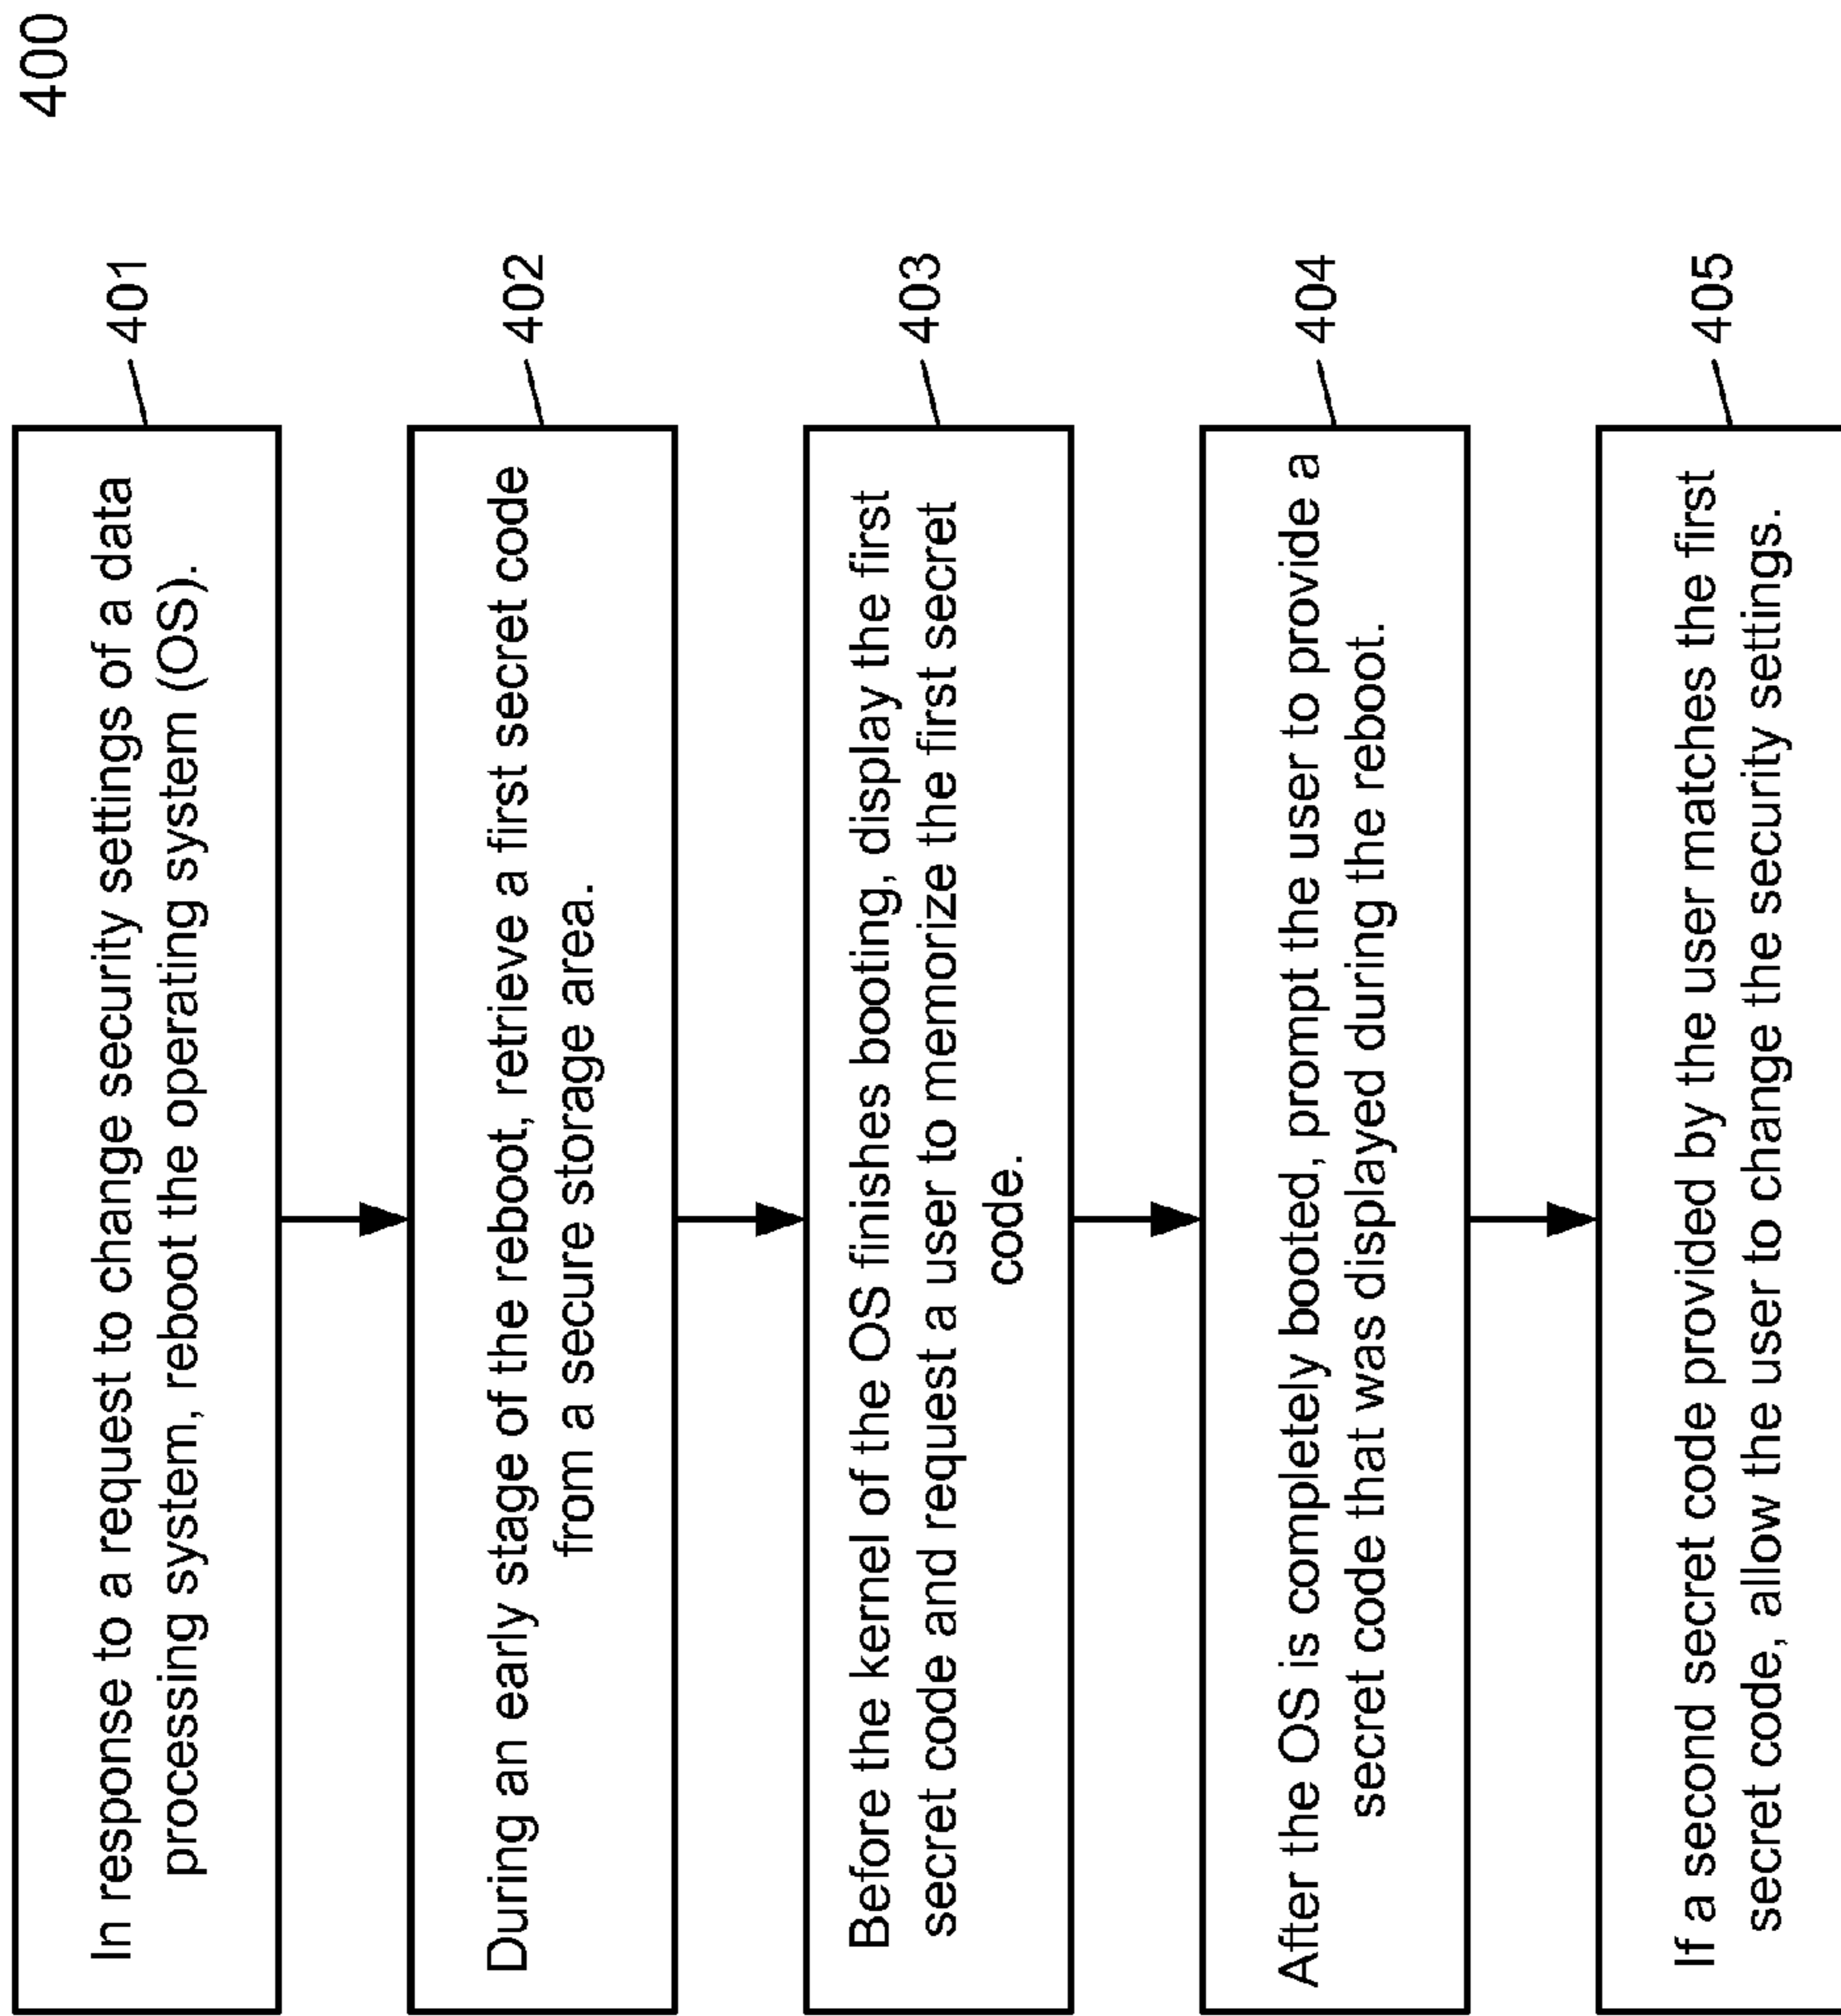 400
In response to a request to change security settings of a data
processing system, reboot the operating system (OS).
401
During an early stage of the reboot, retrieve a first secret code
from a secure storage area.
402
Before the kernel of the OS finishes booting, display the first
secret code and request a user to memorize the first secret
code.
403
After the OS is completely booted, prompt the user to provide a
secret code that was displayed during the reboot.
404
If a second secret code provided by the user matches the first
secret code, allow the user to change the security settings.
405